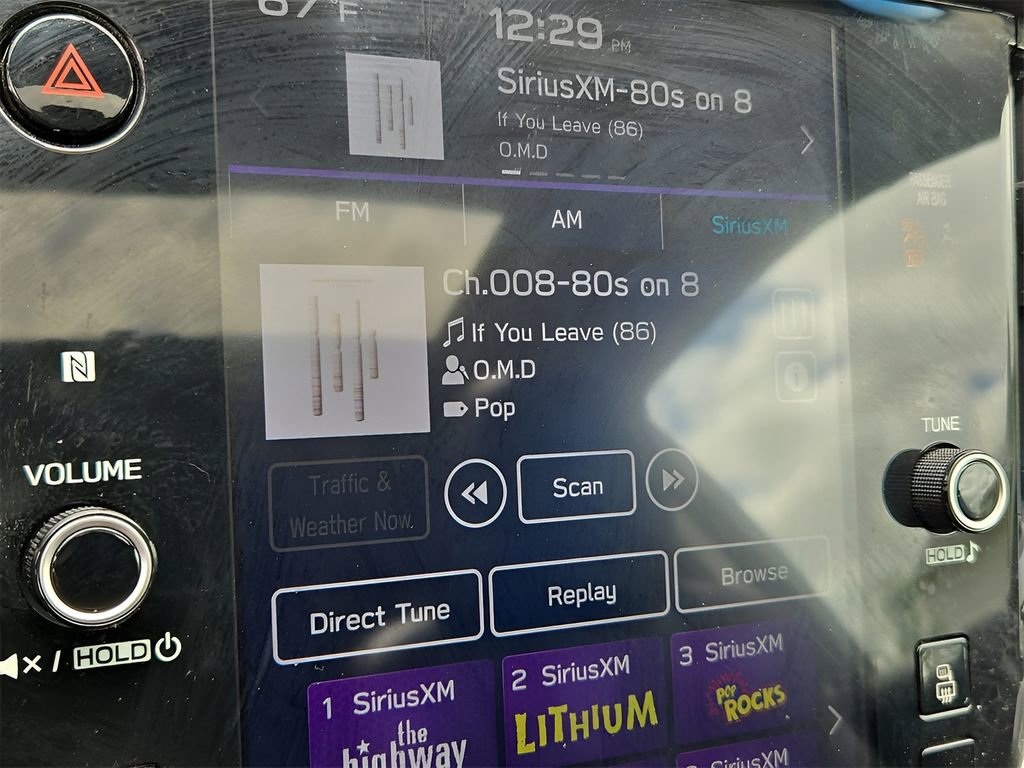 67°F
12:29 PM
SiriusXM-80s on 8
If You Leave (86)
O.M.D
FM
AM
SiriusXM
PASSENGER
AIR BAG
Ch.008-80s on 8
If You Leave (86)
O.M.D
Pop
TUNE
VOLUME
Traffic &
Weather Now
Scan
HOLD
Direct Tune
Replay
Browse
/ HOLD
1 SiriusXM
the
highway
2 SiriusXM
LiTHiUM
3 SiriusXM
POP
ROCKS
SiriusXM